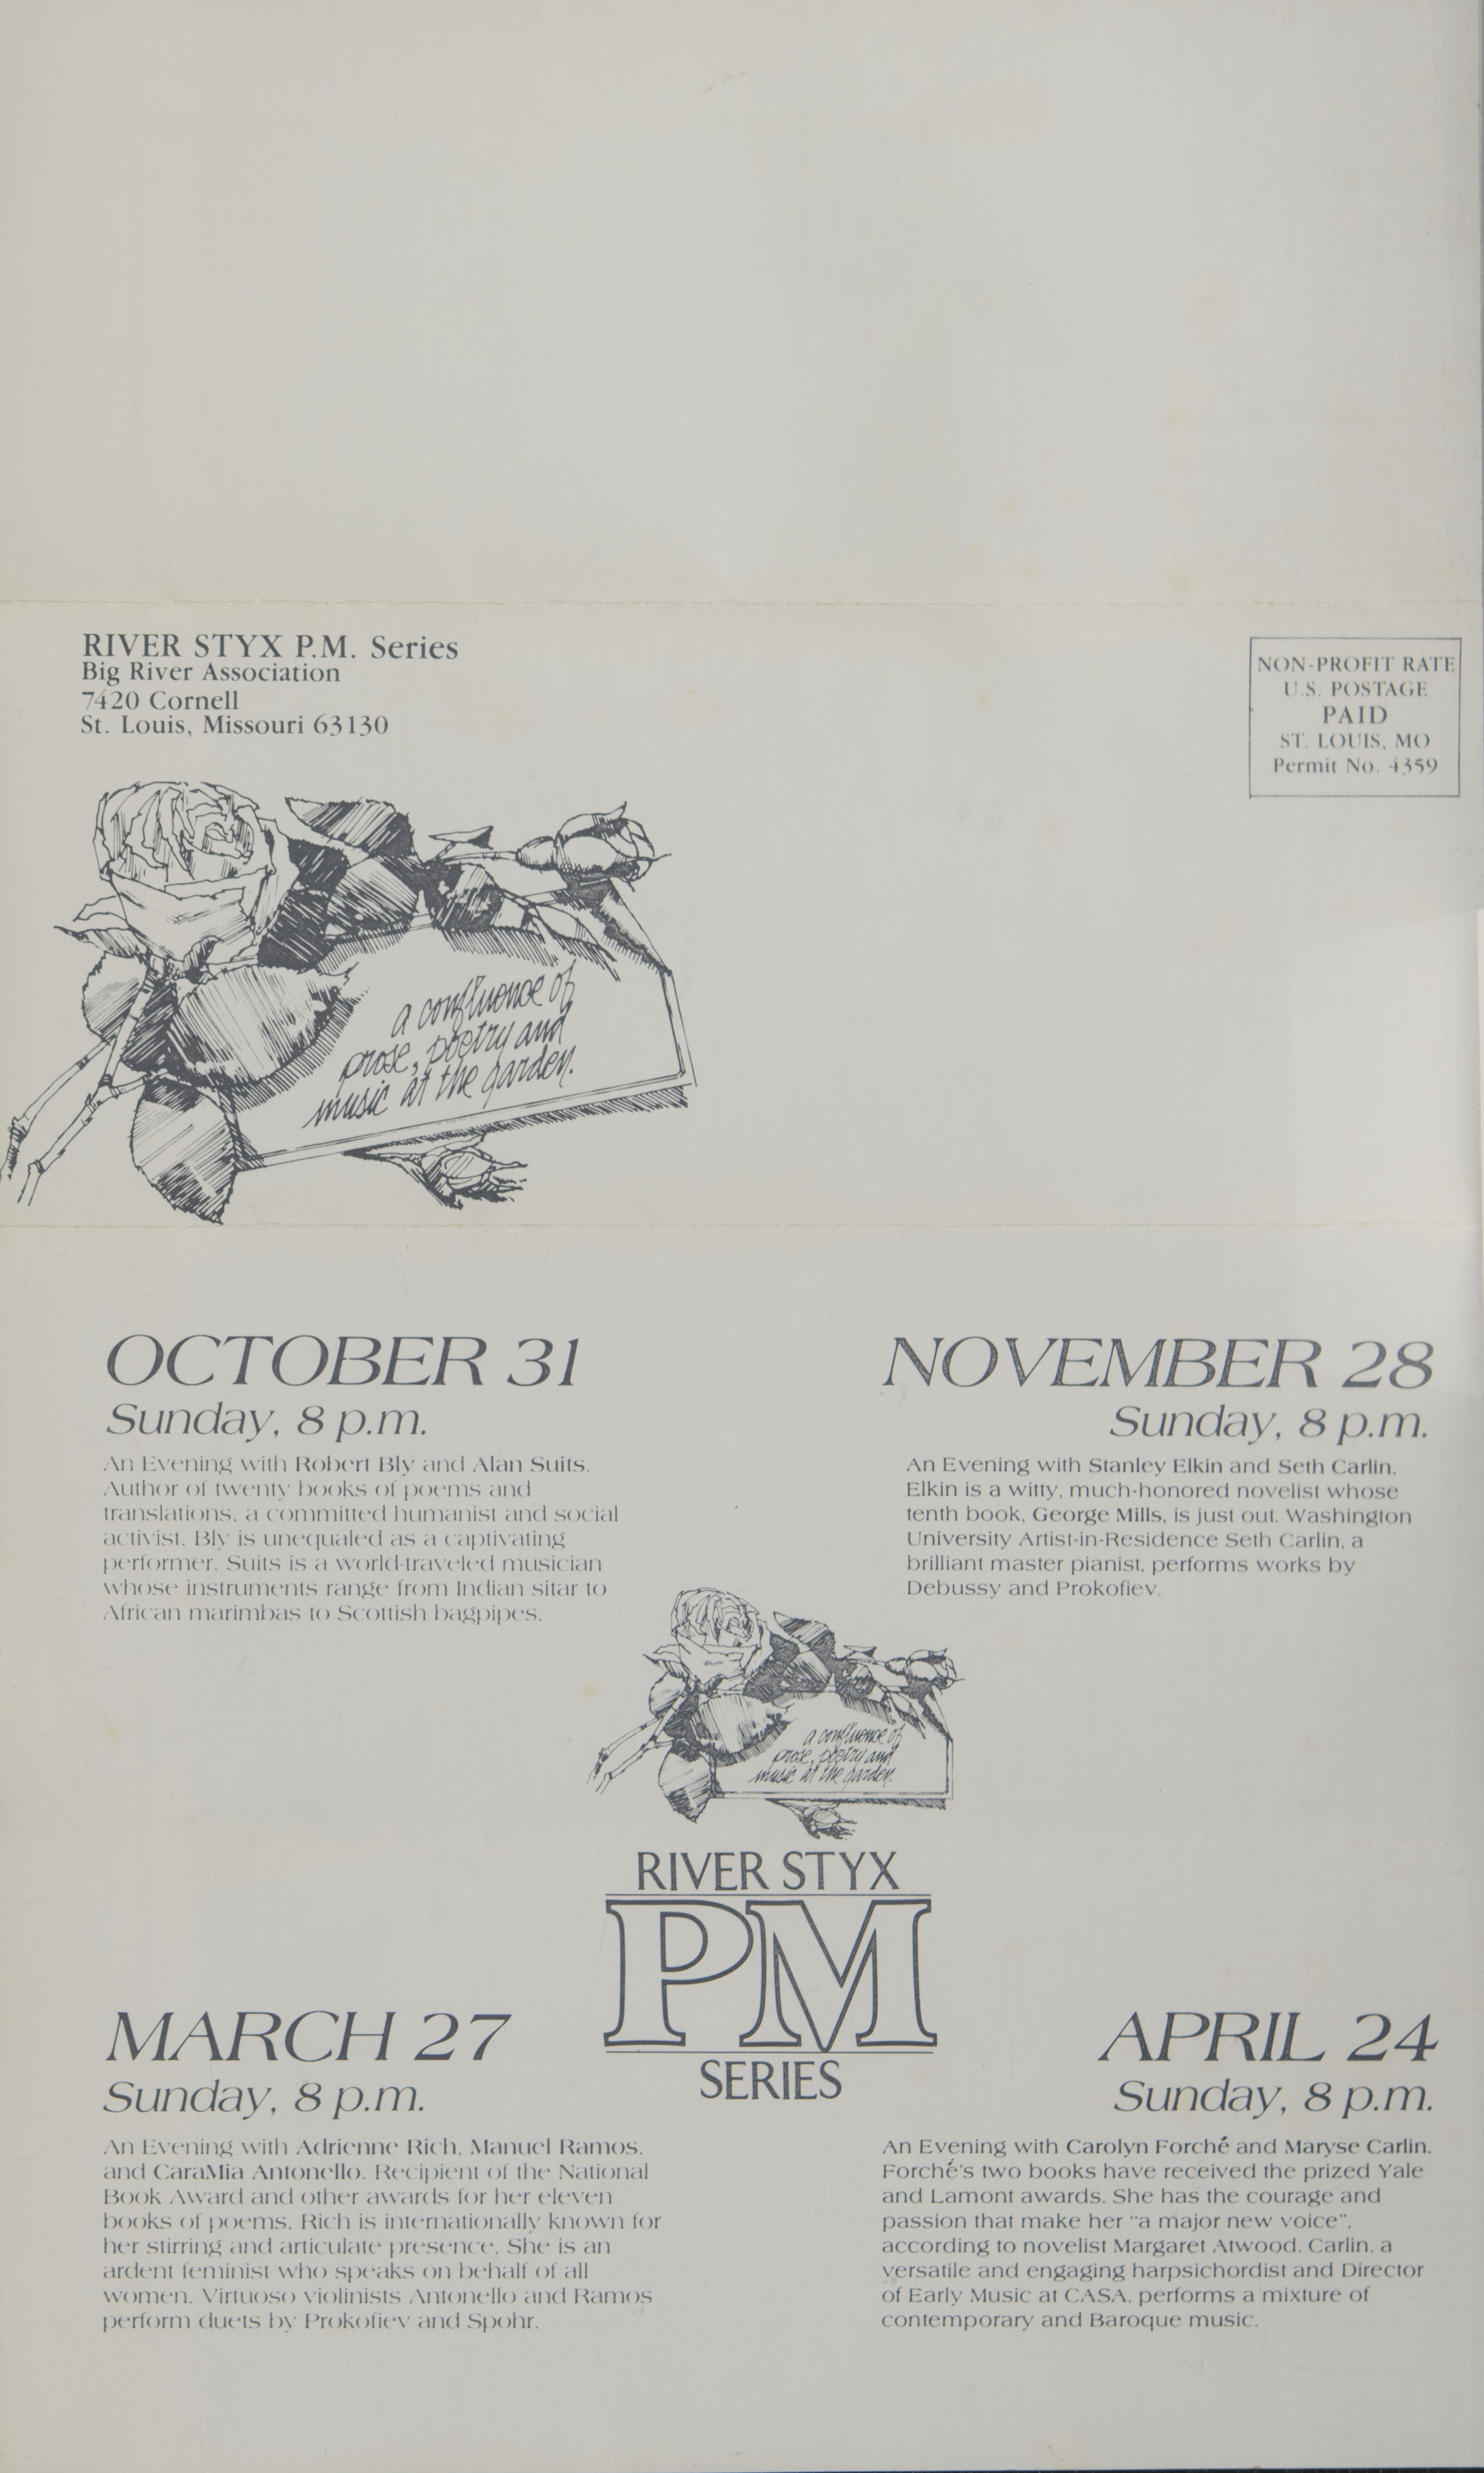 RIVER STYX P.M. Series
Big River Association
7420 Cornell
St. Louis, Missouri 63130
NON-PROFIT RATE
U.S. POSTAGE
PAID
ST. LOUIS, MO
Permit No. 4359
a confluence of
prose, poetry and
music at the garden.
OCTOBER 31
Sunday, 8 p.m.
An Evening with Robert Bly and Alan Suits.
Author of twenty books of poems and
translations, a committed humanist and social
activist, Bly is unequaled as a captivating
performer. Suits is a world-traveled musician
whose instruments range from Indian sitar to
African marimbas to Scottish bagpipes.
NOVEMBER 28
Sunday, 8 p.m.
An Evening with Stanley Elkin and Seth Carlin.
Elkin is a witty, much-honored novelist whose
tenth book, George Mills, is just out. Washington
University Artist-in-Residence Seth Carlin, a
brilliant master pianist, performs works by
Debussy and Prokofiev.
a confluence of
prose, poetry and
music at the garden.
RIVER STYX
PM
SERIES
MARCH 27
Sunday, 8 p.m.
An Evening with Adrienne Rich, Manuel Ramos,
and CaraMia Antonello. Recipient of the National
Book Award and other awards for her eleven
books of poems, Rich is internationally known for
her stirring and articulate presence. She is an
ardent feminist who speaks on behalf of all
women. Virtuoso violinists Antonello and Ramos
perform duets by Prokofiev and Spohr.
APRIL 24
Sunday, 8 p.m.
An Evening with Carolyn Forché and Maryse Carlin.
Forché's two books have received the prized Yale
and Lamont awards. She has the courage and
passion that make her "a major new voice",
according to novelist Margaret Atwood. Carlin, a
versatile and engaging harpsichordist and Director
of Early Music at CASA, performs a mixture of
contemporary and Baroque music.